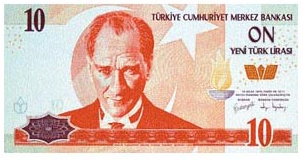 10
TÜRKİYE CUMHURİYET MERKEZ BANKASI
ON
YENİ TÜRK LİRASI
10